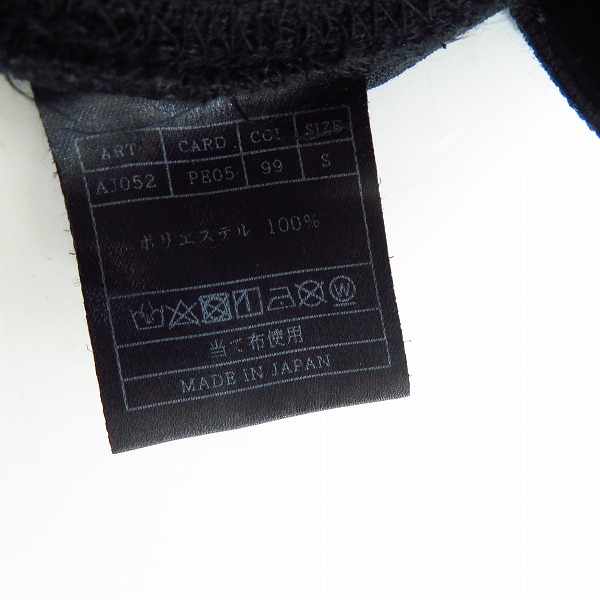 ART CARD COL SIZE
AJ052 PE05 99 S
ポリエステル 100%
W
当て布使用
MADE IN JAPAN